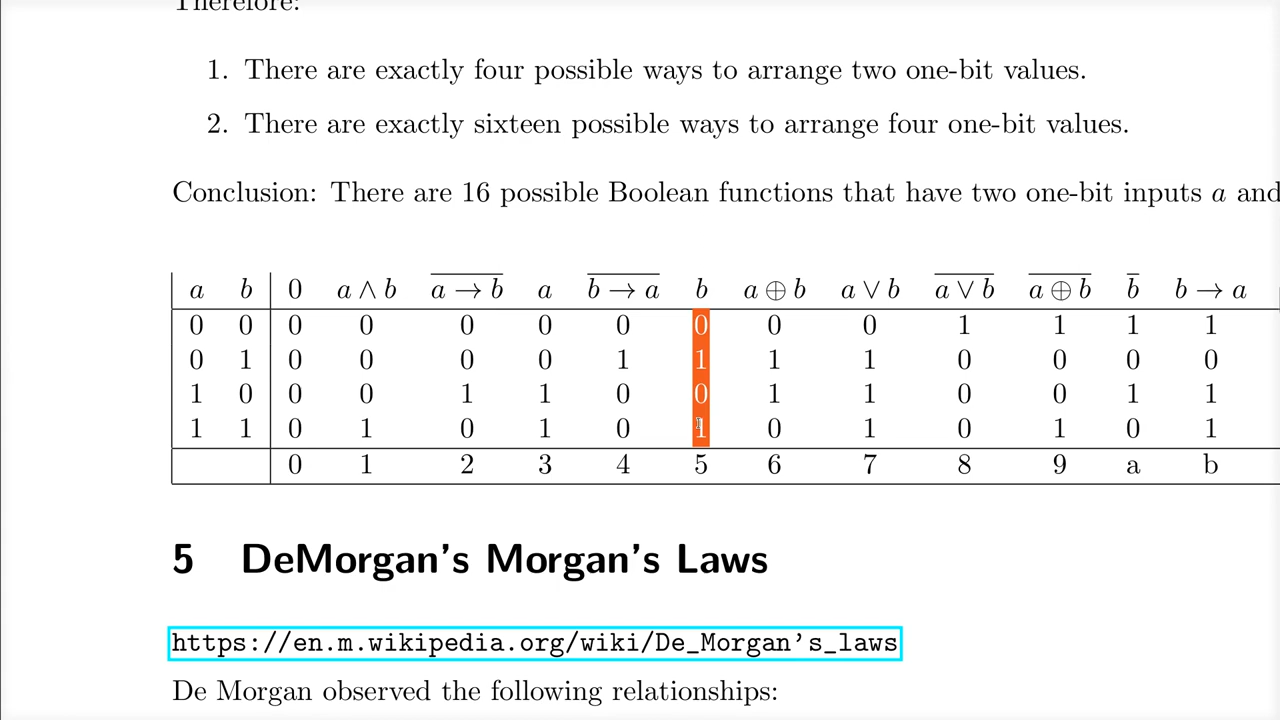 Therefore:
1. There are exactly four possible ways to arrange two one-bit values.
2. There are exactly sixteen possible ways to arrange four one-bit values.
Conclusion: There are 16 possible Boolean functions that have two one-bit inputs a and
a b 0 a ∧ b a̅ ̅→̅ ̅b̅ a b̅ ̅→̅ ̅a̅ b a ⊕ b a ∨ b a̅ ̅∨̅ ̅b̅ a̅ ̅⊕̅ ̅b̅ b̅ b → a
0 0 0 0 0 0 0 0 0 0 1 1 1 1
0 1 0 0 0 0 1 1 1 1 0 0 0 0
1 0 0 0 1 1 0 0 1 1 0 0 1 1
1 1 0 1 0 1 0 1 0 1 0 1 0 1
0 1 2 3 4 5 6 7 8 9 a b
5 DeMorgan's Morgan's Laws
https://en.m.wikipedia.org/wiki/De_Morgan's_laws
De Morgan observed the following relationships: